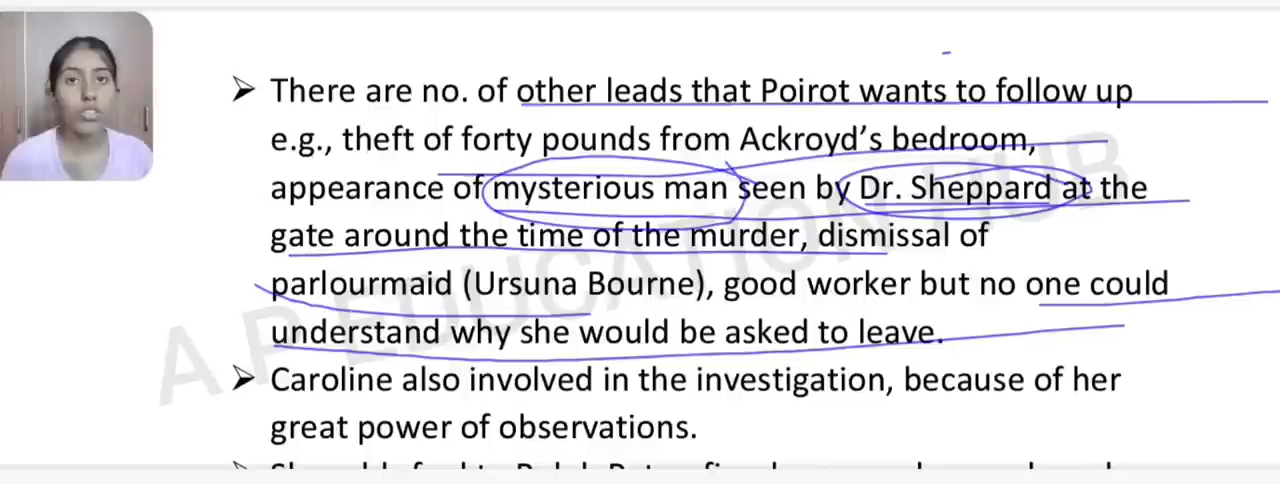 ➢ There are no. of other leads that Poirot wants to follow up
e.g., theft of forty pounds from Ackroyd's bedroom,
appearance of mysterious man seen by Dr. Sheppard at the
gate around the time of the murder, dismissal of
parlourmaid (Ursuna Bourne), good worker but no one could
understand why she would be asked to leave.
➢ Caroline also involved in the investigation, because of her
great power of observations.
A P EDUCATION HUB